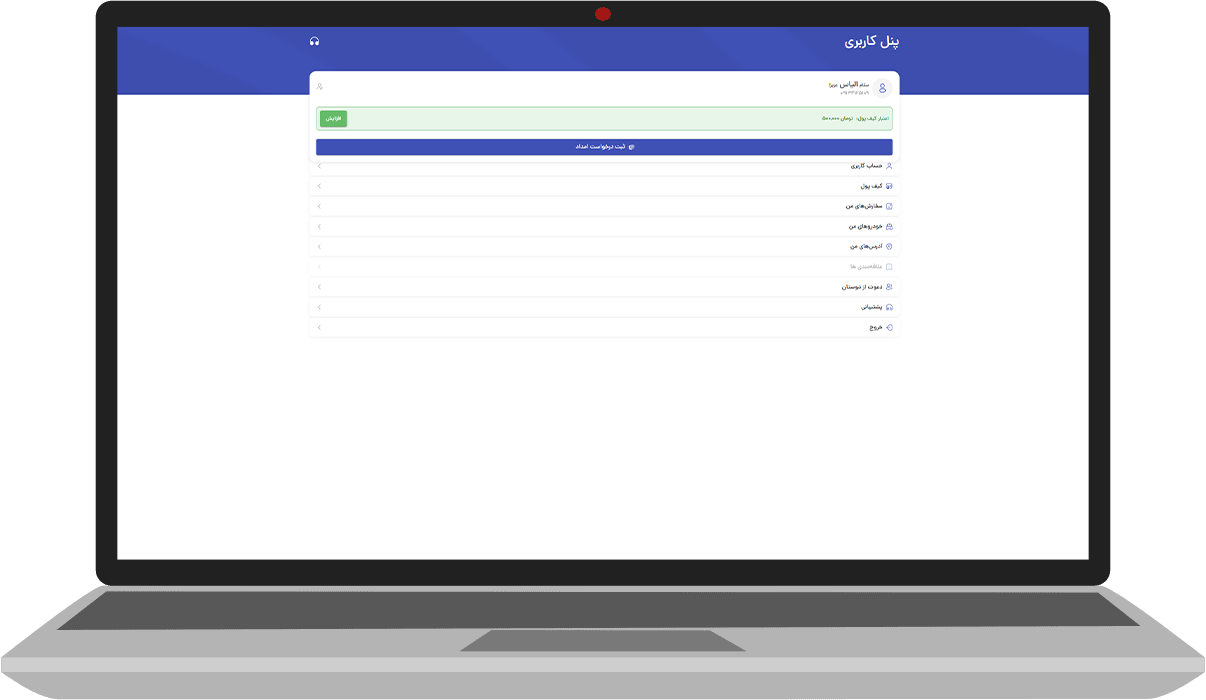 پنل کاربری
سلام الیاس عزیز!
اعتبار کیف پول: تومان ۵۰۰,۰۰۰
افزایش
ثبت درخواست امداد
حساب کاربری
کیف پول
سفارش‌های من
خودروهای من
آدرس‌های من
علاقه‌مندی ها
دعوت از دوستان
پشتیبانی
خروج